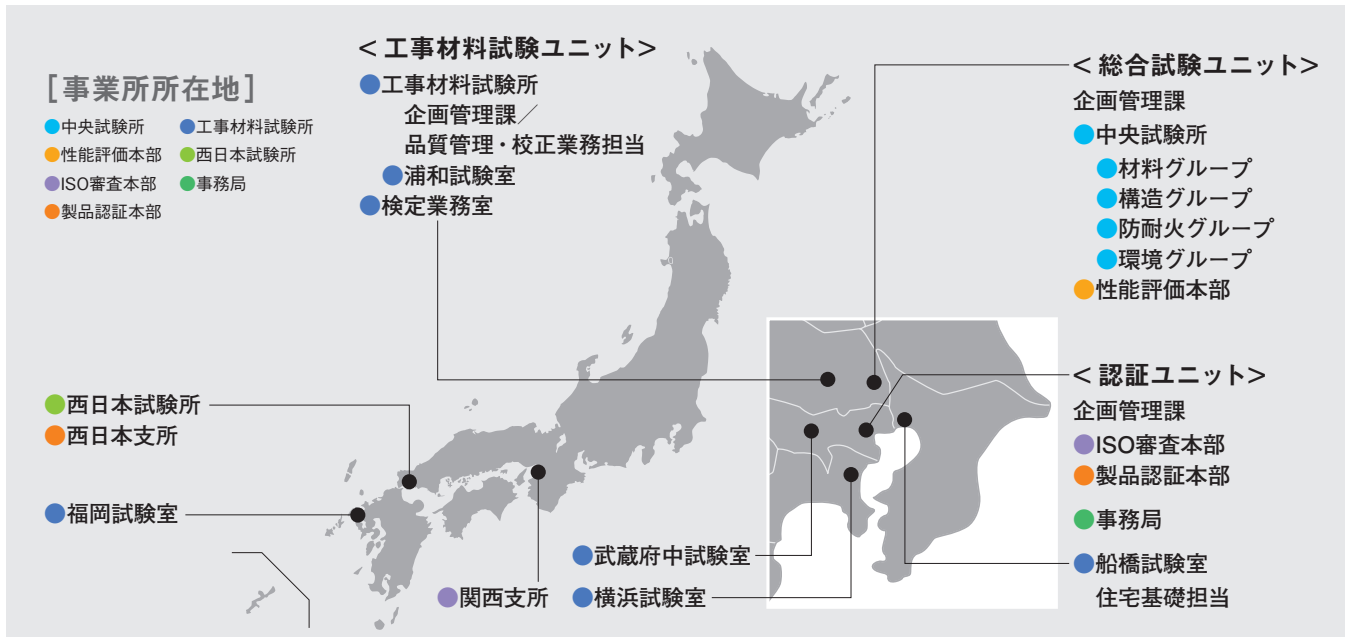 [事業所所在地]
●中央試験所 ●工事材料試験所
●性能評価本部 ●西日本試験所
●ISO審査本部 ●事務局
●製品認証本部
＜工事材料試験ユニット＞
●工事材料試験所
企画管理課／
品質管理・校正業務担当
●浦和試験室
●検定業務室
＜総合試験ユニット＞
企画管理課
●中央試験所
●材料グループ
●構造グループ
●防耐火グループ
●環境グループ
●性能評価本部
＜認証ユニット＞
企画管理課
●ISO審査本部
●製品認証本部
●事務局
●船橋試験室
住宅基礎担当
●西日本試験所
●西日本支所
●福岡試験室
●関西支所
●武蔵府中試験室
●横浜試験室